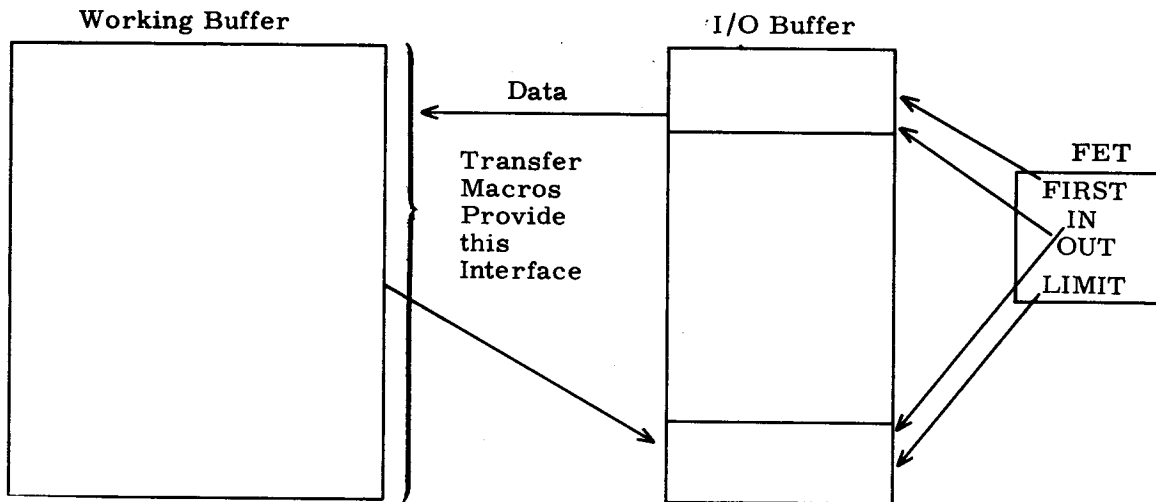 Working Buffer
I/O Buffer
Data
Transfer
Macros
Provide
this
Interface
FET
FIRST
IN
OUT
LIMIT